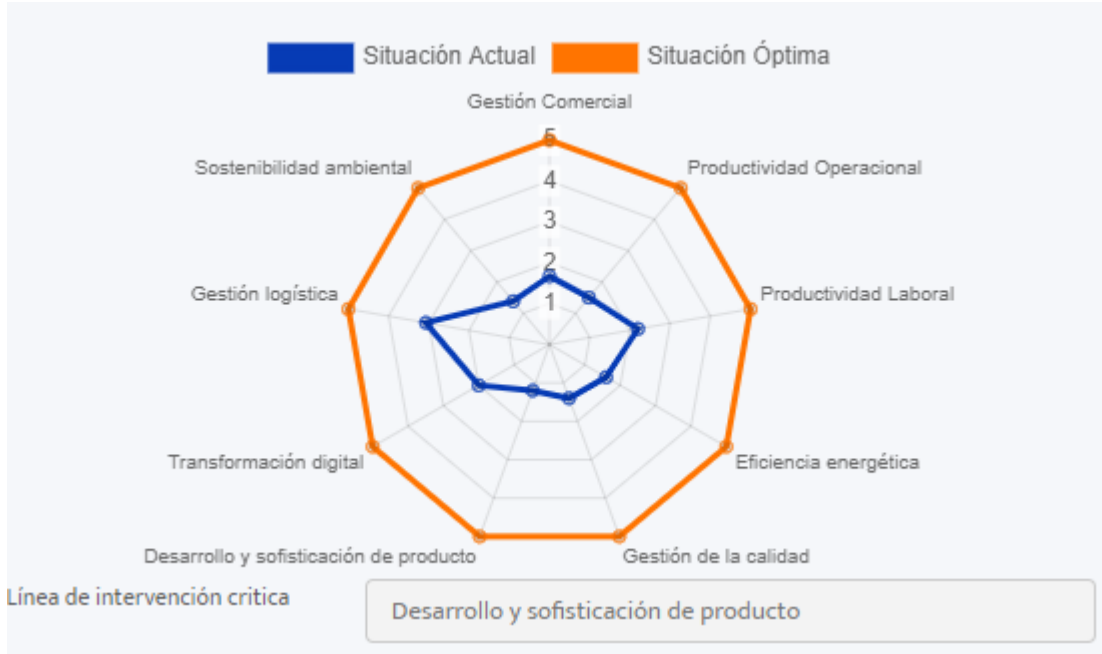 Situación Actual Situación Óptima
Gestión Comercial
5
Sostenibilidad ambiental Productividad Operacional
4
3
2
Gestión logística Productividad Laboral
1
Transformación digital Eficiencia energética
Desarrollo y sofisticación de producto Gestión de la calidad
Línea de intervención critica Desarrollo y sofisticación de producto